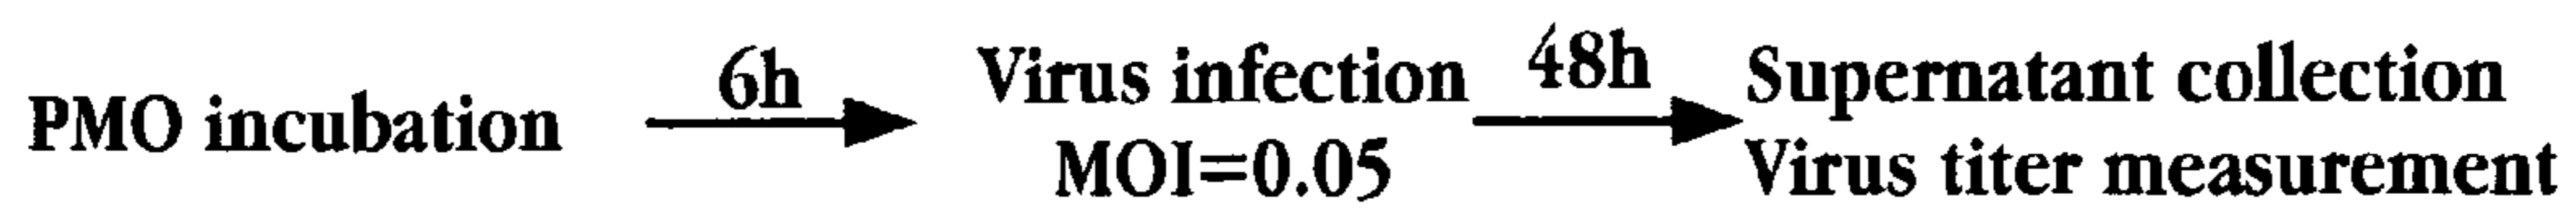 PMO incubation
6h
Virus infection
MOI=0.05
48h
Supernatant collection
Virus titer measurement